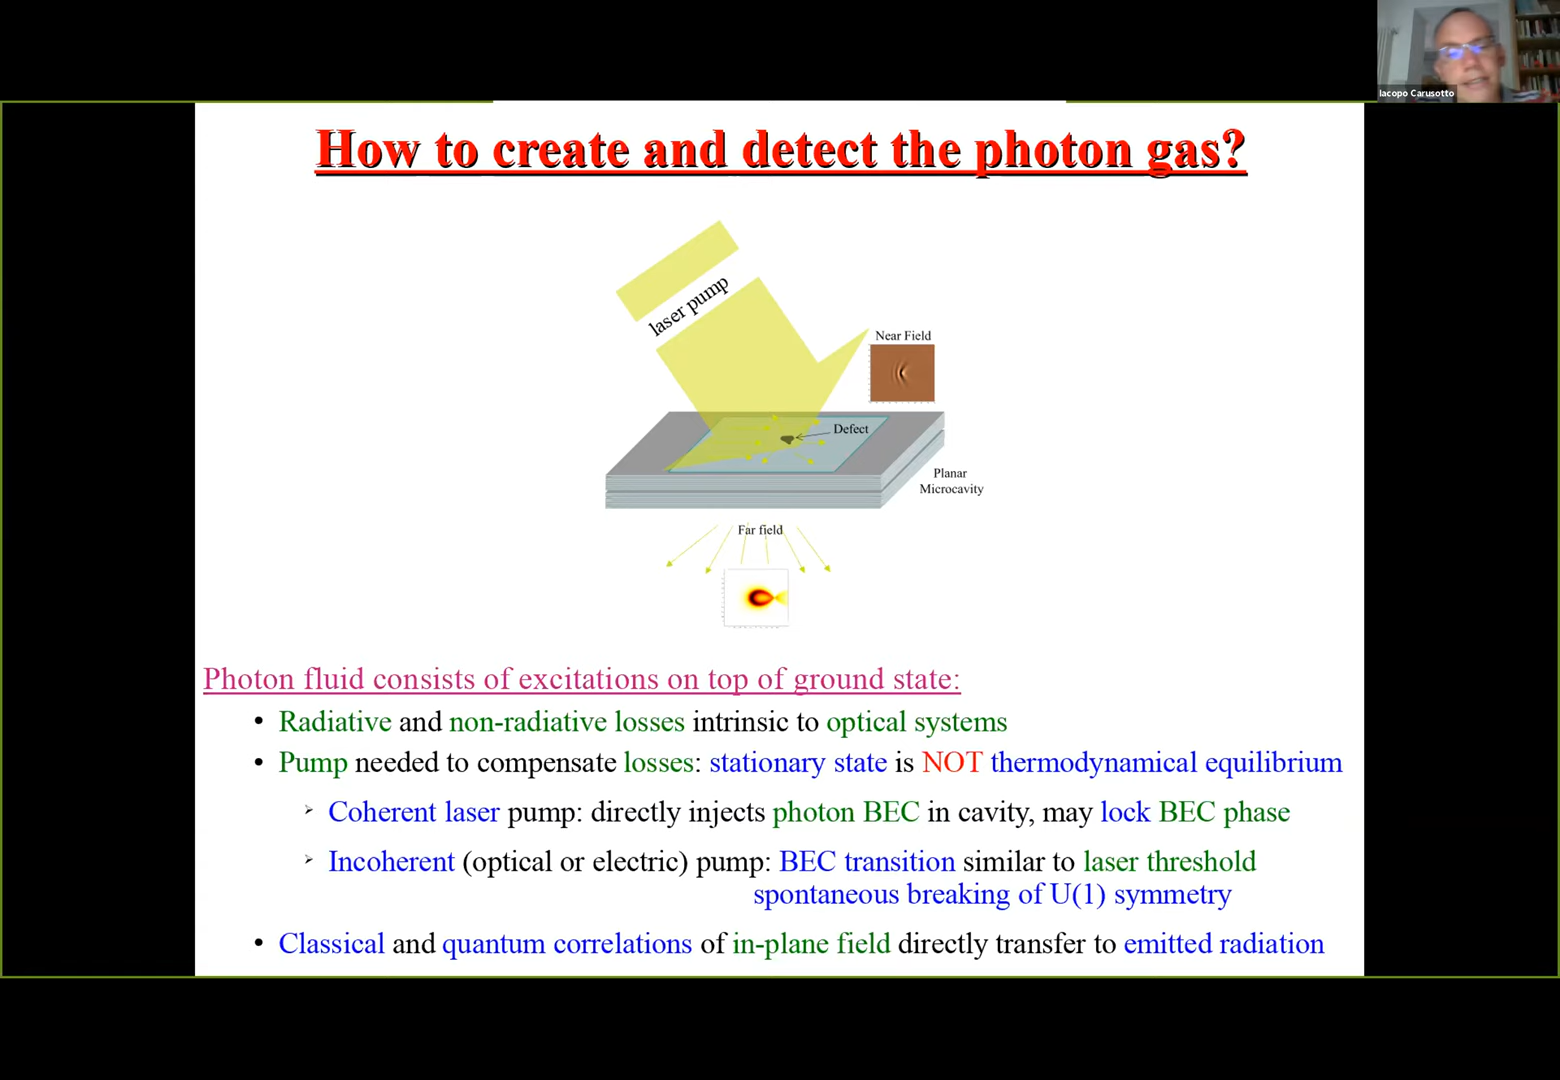 Iacopo Carusotto
How to create and detect the photon gas?
laser pump
Near Field
Defect
Planar
Microcavity
Far field
Photon fluid consists of excitations on top of ground state:
• Radiative and non-radiative losses intrinsic to optical systems
• Pump needed to compensate losses: stationary state is NOT thermodynamical equilibrium
➢ Coherent laser pump: directly injects photon BEC in cavity, may lock BEC phase
➢ Incoherent (optical or electric) pump: BEC transition similar to laser threshold
spontaneous breaking of U(1) symmetry
• Classical and quantum correlations of in-plane field directly transfer to emitted radiation